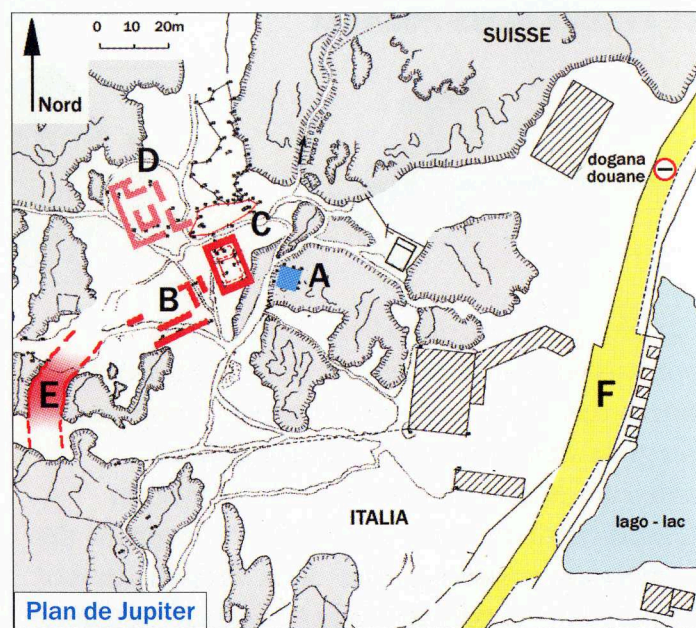 0 10 20m
Nord
SUISSE
dogana
douane
D
C
A
B
E
F
ITALIA
lago - lac
Plan de Jupiter